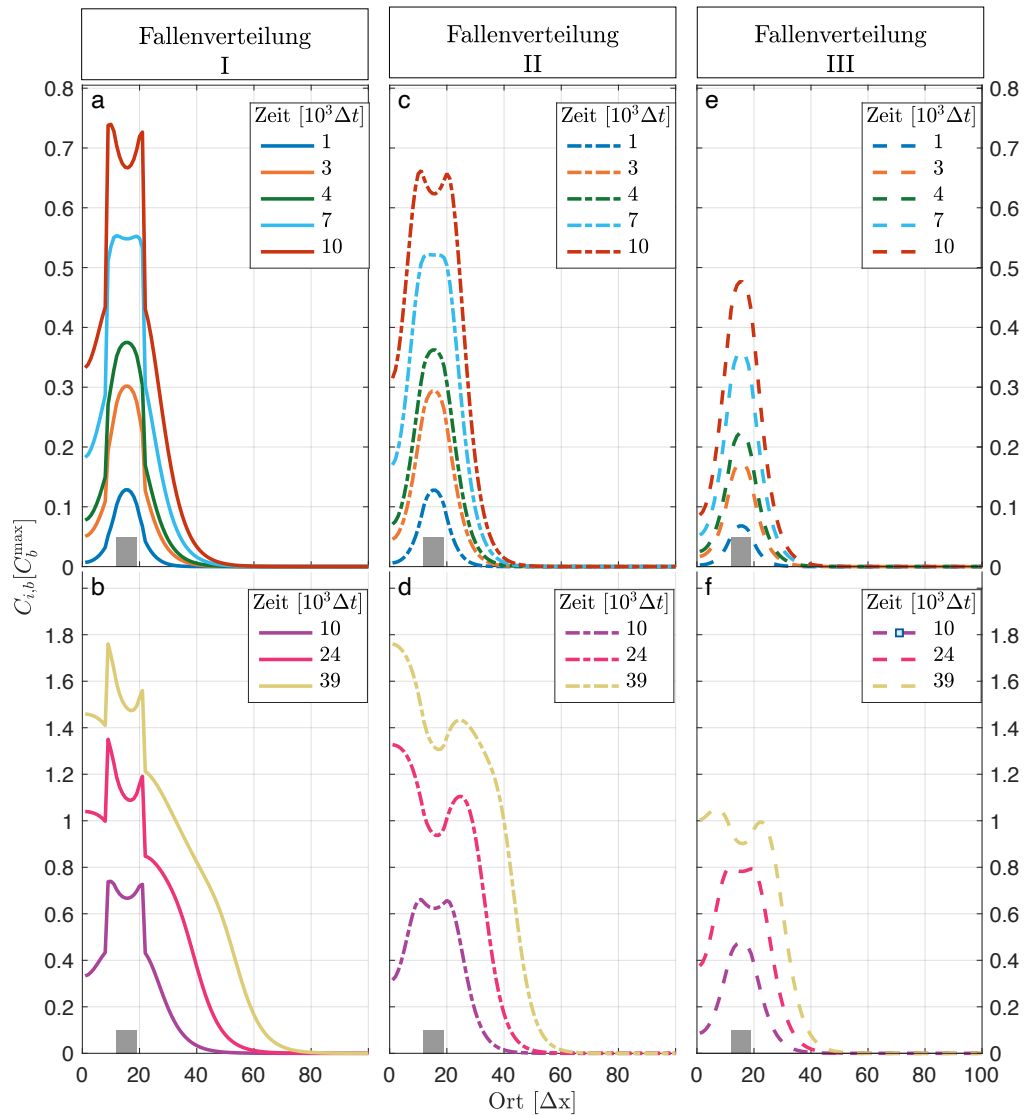 Fallenverteilung
I
Fallenverteilung
II
Fallenverteilung
III
a
Zeit [10³Δt]
1
3
4
7
10
0.8
0.7
0.6
0.5
0.4
0.3
0.2
0.1
0
c
Zeit [10³Δt]
1
3
4
7
10
e
Zeit [10³Δt]
1
3
4
7
10
0.8
0.7
0.6
0.5
0.4
0.3
0.2
0.1
0
C_{i,b}[C_b^{max}]
b
Zeit [10³Δt]
10
24
39
2
1.8
1.6
1.4
1.2
1
0.8
0.6
0.4
0.2
0
0 20 40 60 80
d
Zeit [10³Δt]
10
24
39
0 20 40 60 80
f
Zeit [10³Δt]
10
24
39
2
1.8
1.6
1.4
1.2
1
0.8
0.6
0.4
0.2
0
0 20 40 60 80 100
Ort [Δx]